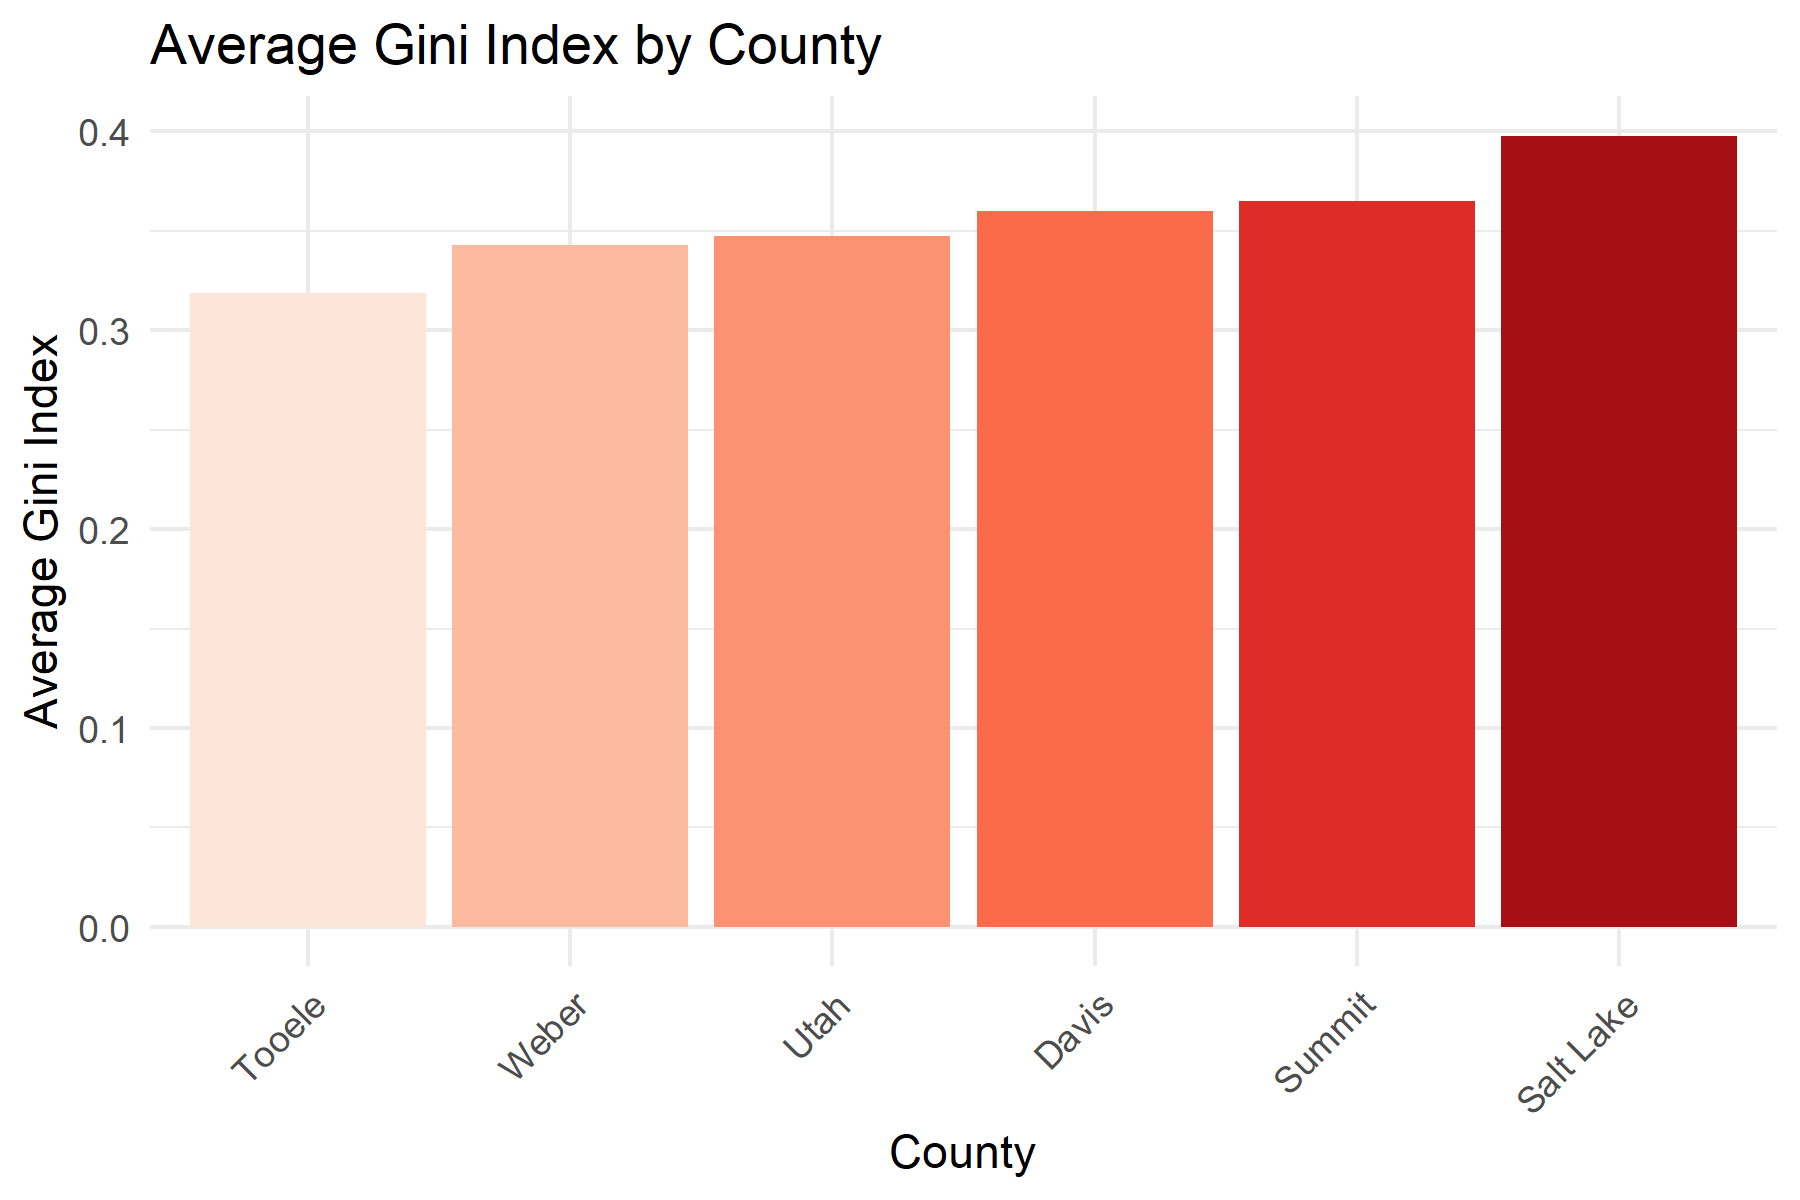 Average Gini Index by County
Average Gini Index
0.4
0.3
0.2
0.1
0.0
Tooele
Weber
Utah
Davis
Summit
Salt Lake
County